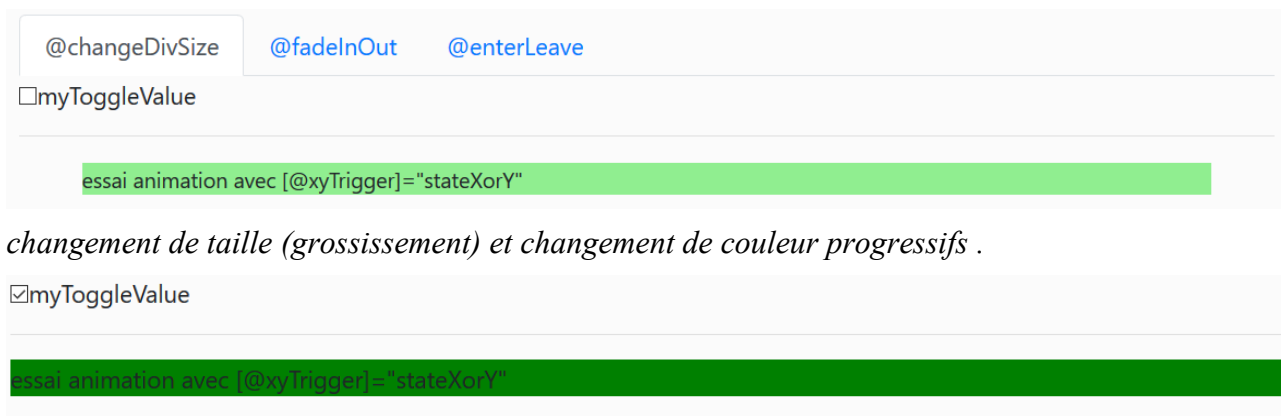 @changeDivSize @fadeInOut @enterLeave
myToggleValue
essai animation avec [@xyTrigger]="stateXorY"
changement de taille (grossissement) et changement de couleur progressifs .
myToggleValue
essai animation avec [@xyTrigger]="stateXorY"